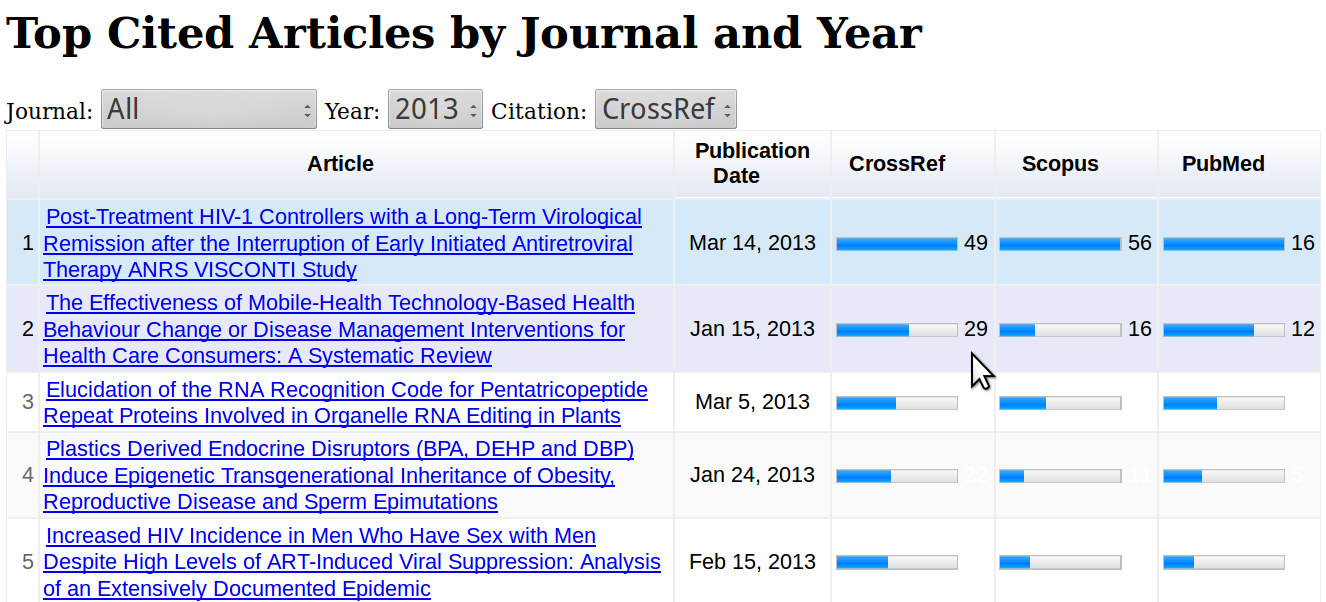 Top Cited Articles by Journal and Year
Journal: All Year: 2013 Citation: CrossRef
Article Publication Date CrossRef Scopus PubMed
1 Post-Treatment HIV-1 Controllers with a Long-Term Virological
Remission after the Interruption of Early Initiated Antiretroviral
Therapy ANRS VISCONTI Study
Mar 14, 2013 49 56 16
2 The Effectiveness of Mobile-Health Technology-Based Health
Behaviour Change or Disease Management Interventions for
Health Care Consumers: A Systematic Review
Jan 15, 2013 29 16 12
3 Elucidation of the RNA Recognition Code for Pentatricopeptide
Repeat Proteins Involved in Organelle RNA Editing in Plants
Mar 5, 2013
4 Plastics Derived Endocrine Disruptors (BPA, DEHP and DBP)
Induce Epigenetic Transgenerational Inheritance of Obesity,
Reproductive Disease and Sperm Epimutations
Jan 24, 2013 22 11 5
5 Increased HIV Incidence in Men Who Have Sex with Men
Despite High Levels of ART-Induced Viral Suppression: Analysis
of an Extensively Documented Epidemic
Feb 15, 2013